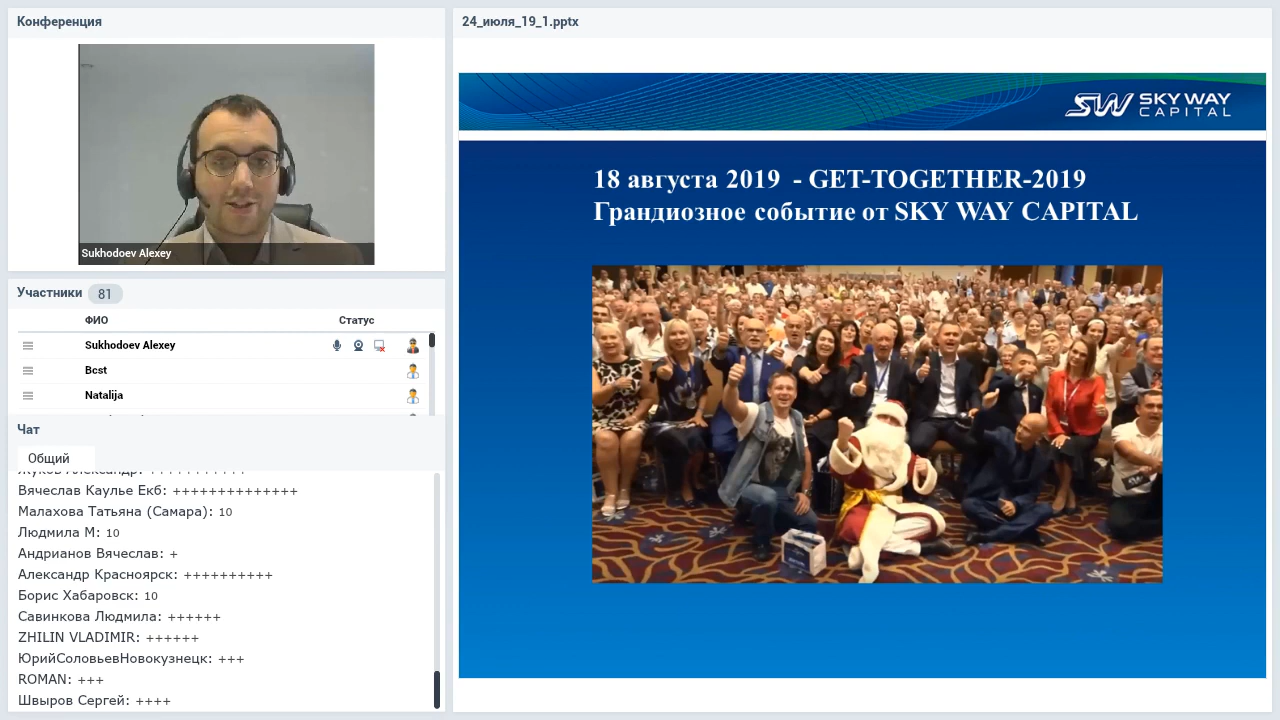 Конференция
Sukhodoev Alexey
Участники 81
ФИО Статус
Sukhodoev Alexey
Bcst
Natalija
Чат
Общий
Жуков Александр: +++++++++++
Вячеслав Каулье Екб: ++++++++++++++
Малахова Татьяна (Самара): 10
Людмила М: 10
Андрианов Вячеслав: +
Александр Красноярск: ++++++++++
Борис Хабаровск: 10
Савинкова Людмила: ++++++
ZHILIN VLADIMIR: ++++++
ЮрийСоловьевНовокузнецк: +++
ROMAN: +++
Швыров Сергей: ++++
24_июля_19_1.pptx
SW SKY WAY
CAPITAL
18 августа 2019 - GET-TOGETHER-2019
Грандиозное событие от SKY WAY CAPITAL